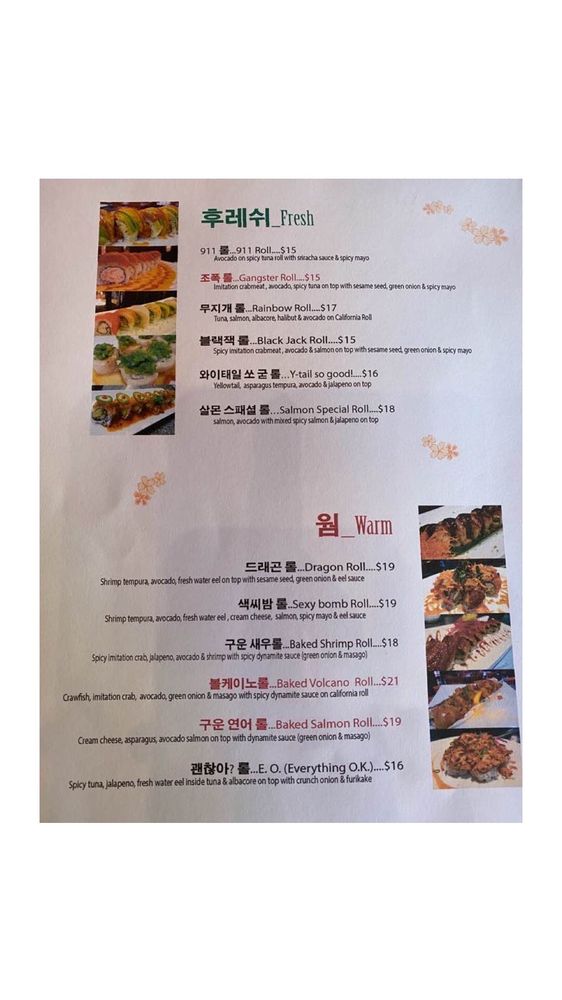 후레쉬_Fresh
911 롤...911 Roll....$15
Avocado on spicy tuna roll with sriracha sauce & spicy mayo
조폭 롤...Gangster Roll....$15
Imitation crabmeat , avocado, spicy tuna on top with sesame seed, green onion & spicy mayo
무지개 롤...Rainbow Roll....$17
Tuna, salmon, albacore, halibut & avocado on California Roll
블랙잭 롤...Black Jack Roll....$15
Spicy imitation crabmeat , avocado & salmon on top with sesame seed, green onion & spicy mayo
와이태일 쏘 굳 롤...Y-tail so good!....$16
Yellowtail, asparagus tempura, avocado & jalapeno on top
살몬 스패셜 롤...Salmon Special Roll....$18
salmon, avocado with mixed spicy salmon & jalapeno on top
웜_Warm
드래곤 롤...Dragon Roll....$19
Shrimp tempura, avocado, fresh water eel on top with sesame seed, green onion & eel sauce
색씨밤 롤..Sexy bomb Roll....$19
Shrimp tempura, avocado, fresh water eel , cream cheese, salmon, spicy mayo & eel sauce
구운 새우롤...Baked Shrimp Roll....$18
Spicy imitation crab, jalapeno, avocado & shrimp with spicy dynamite sauce (green onion & masago)
볼케이노롤...Baked Volcano Roll...$21
Crawfish, imitation crab, avocado, green onion & masago with spicy dynamite sauce on california roll
구운 연어 롤...Baked Salmon Roll....$19
Cream cheese, asparagus, avocado salmon on top with dynamite sauce (green onion & masago)
괜찮아? 롤...E. O. (Everything O.K.)....$16
Spicy tuna, jalapeno, fresh water eel inside tuna & albacore on top with crunch onion & furikake